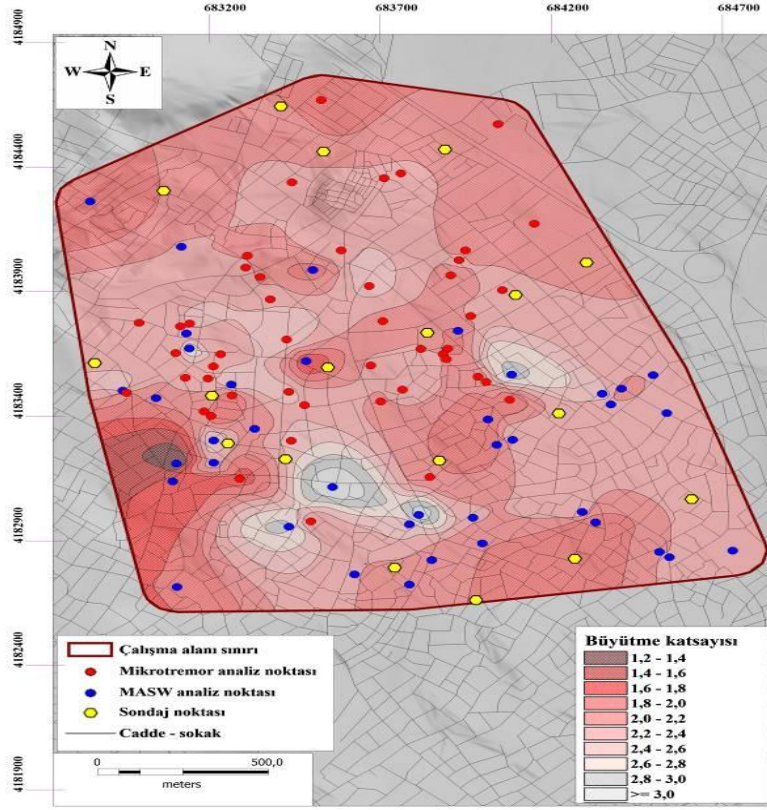 683200 683700 684200 684700
4184900
4184400
4183900
4183400
4182900
4182400
4181900
N
W E
S
Çalışma alanı sınırı
Mikrotremor analiz noktası
MASW analiz noktası
Sondaj noktası
Cadde - sokak
0 500,0
meters
Büyütme katsayısı
1,2 - 1,4
1,4 - 1,6
1,6 - 1,8
1,8 - 2,0
2,0 - 2,2
2,2 - 2,4
2,4 - 2,6
2,6 - 2,8
2,8 - 3,0
>= 3,0